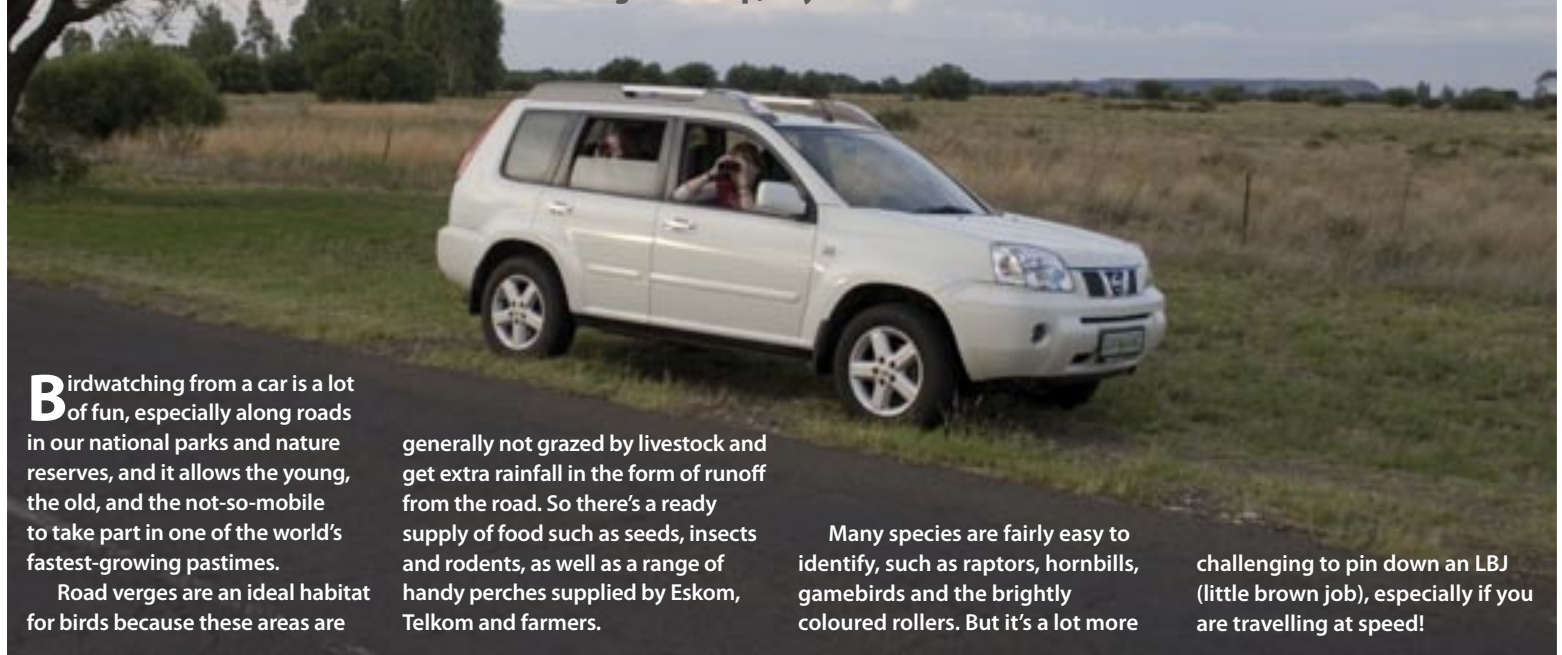 Birdwatching from a car is a lot
of fun, especially along roads
in our national parks and nature
reserves, and it allows the young,
the old, and the not-so-mobile
to take part in one of the world's
fastest-growing pastimes.
Road verges are an ideal habitat
for birds because these areas are
generally not grazed by livestock and
get extra rainfall in the form of runoff
from the road. So there's a ready
supply of food such as seeds, insects
and rodents, as well as a range of
handy perches supplied by Eskom,
Telkom and farmers.
Many species are fairly easy to
identify, such as raptors, hornbills,
gamebirds and the brightly
coloured rollers. But it's a lot more
challenging to pin down an LBJ
(little brown job), especially if you
are travelling at speed!